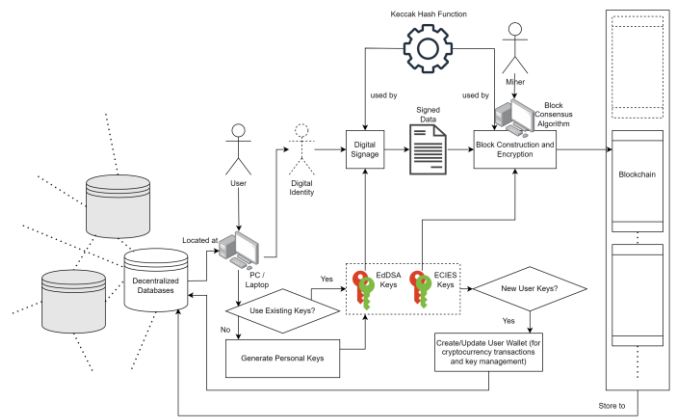 Keccak Hash Function
Miner
used by
used by
Signed
Data
Block
Consensus
Algorithm
User
Digital
Identity
Digital
Signage
Block Construction and
Encryption
Blockchain
Located at
PC /
Laptop
Decentralized
Databases
Yes
EdDSA
Keys
ECIES
Keys
New User Keys?
Use Existing Keys?
No
Yes
Generate Personal Keys
Create/Update User Wallet (for
cryptocurrency transactions
and key management)
Store to